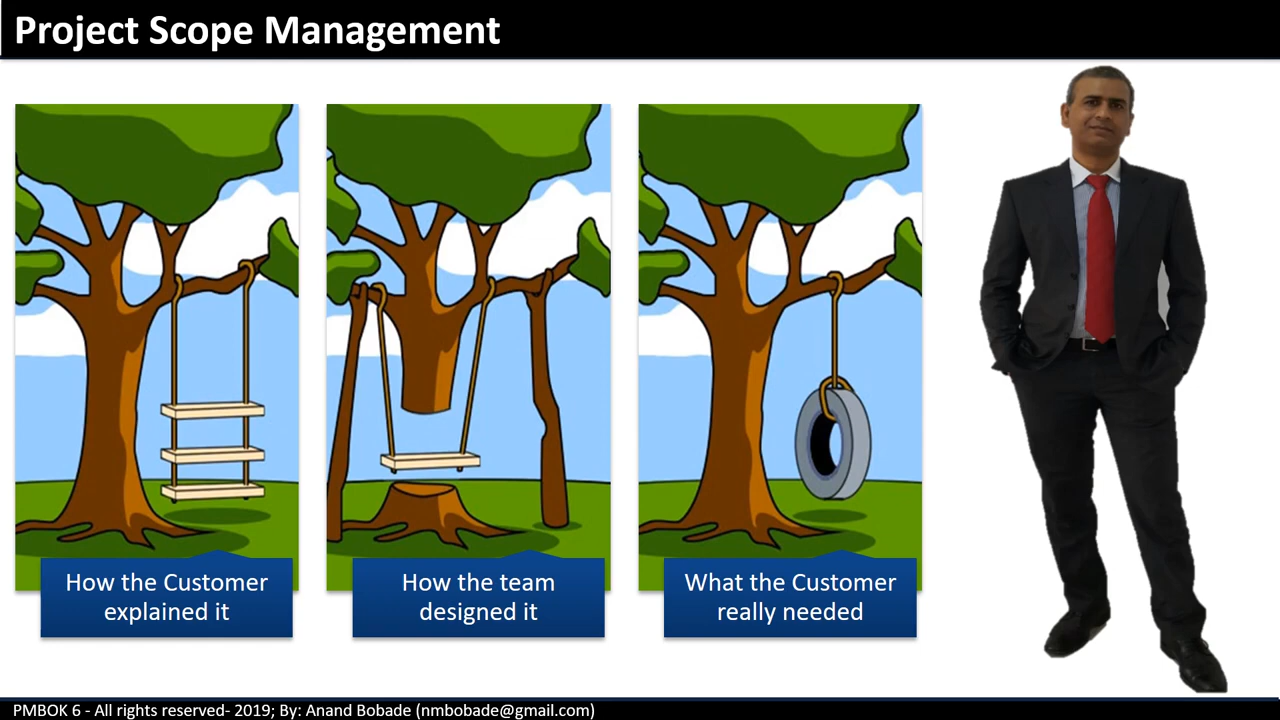 Project Scope Management
How the Customer
explained it
How the team
designed it
What the Customer
really needed
PMBOK 6 - All rights reserved- 2019; By: Anand Bobade (nmbobade@gmail.com)